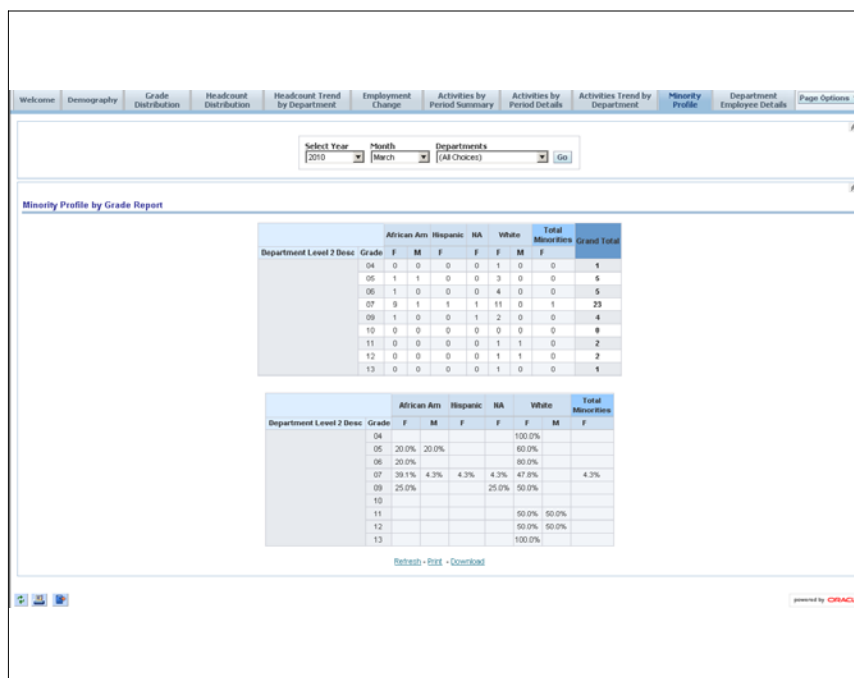 Welcome Demography Grade Distribution Headcount Distribution Headcount Trend by Department Employment Change Activities by Period Summary Activities by Period Details Activities Trend by Department Minority Profile Department Employee Details Page Options
Select Year Month Departments
2010 March (All Choices) Go
Minority Profile by Grade Report
African Am Hispanic NA White Total Minorities Grand Total
Department Level 2 Desc Grade F M F F F M F
04 0 0 0 0 1 0 0 1
05 1 1 0 0 3 0 0 5
06 1 0 0 0 4 0 0 5
07 9 1 1 1 11 0 1 23
09 1 0 0 1 2 0 0 4
10 0 0 0 0 0 0 0 0
11 0 0 0 0 1 1 0 2
12 0 0 0 0 1 1 0 2
13 0 0 0 0 1 0 0 1
African Am Hispanic NA White Total Minorities
Department Level 2 Desc Grade F M F F F M F
04 100.0%
05 20.0% 20.0% 60.0%
06 20.0% 80.0%
07 39.1% 4.3% 4.3% 4.3% 47.8% 4.3%
09 25.0% 25.0% 50.0%
10
11 50.0% 50.0%
12 50.0% 50.0%
13 100.0%
Refresh - Print - Download
powered by